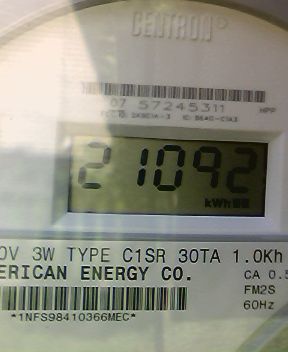 CENTRON®
07 57245311 HPP
21092
kWh
0V 3W TYPE C1SR 30TA 1.0Kh
ERICAN ENERGY CO. CA 0.5
FM2S
60Hz
*1NFS98410366MEC*